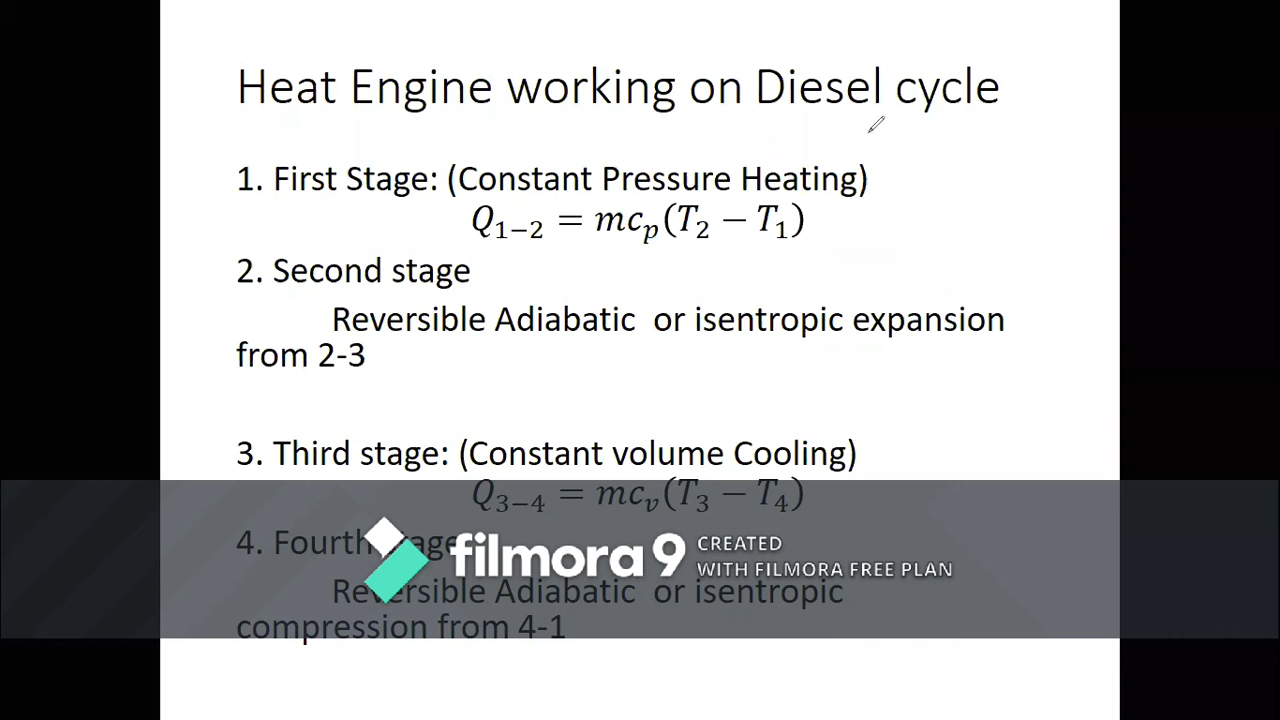 Heat Engine working on Diesel cycle
1. First Stage: (Constant Pressure Heating)
Q₁₋₂ = mcₚ(T₂ − T₁)
2. Second stage
Reversible Adiabatic or isentropic expansion
from 2-3
3. Third stage: (Constant volume Cooling)
Q₃₋₄ = mcᵥ(T₃ − T₄)
4. Fourth stage
filmora 9 CREATED
WITH FILMORA FREE PLAN
Reversible Adiabatic or isentropic
compression from 4-1